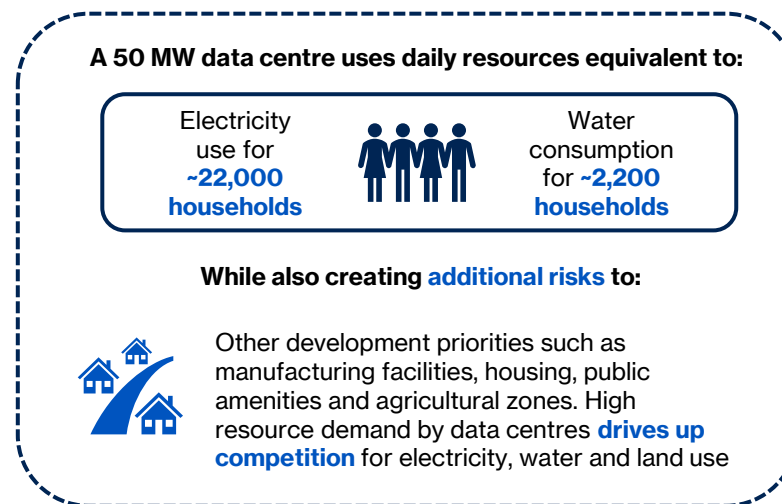 A 50 MW data centre uses daily resources equivalent to:
Electricity
use for
~22,000
households
Water
consumption
for ~2,200
households
While also creating additional risks to:
Other development priorities such as
manufacturing facilities, housing, public
amenities and agricultural zones. High
resource demand by data centres drives up
competition for electricity, water and land use